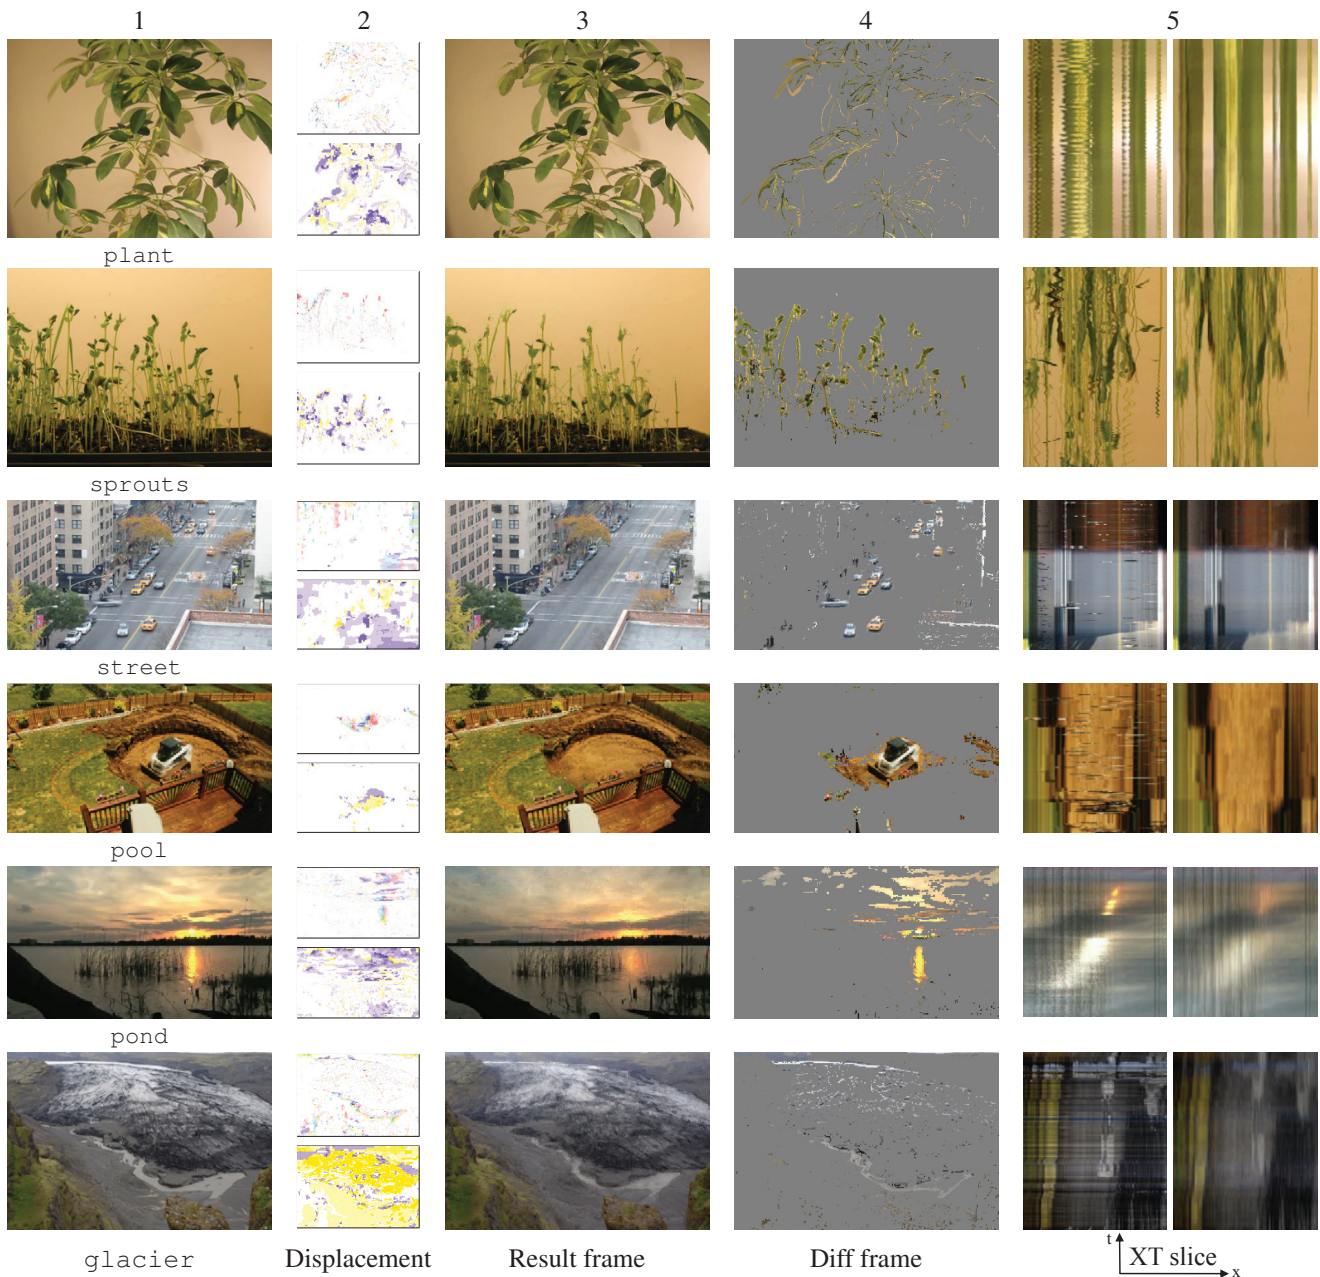 1 2 3 4 5
plant
sprouts
street
pool
pond
glacier Displacement Result frame Diff frame t XT slice x